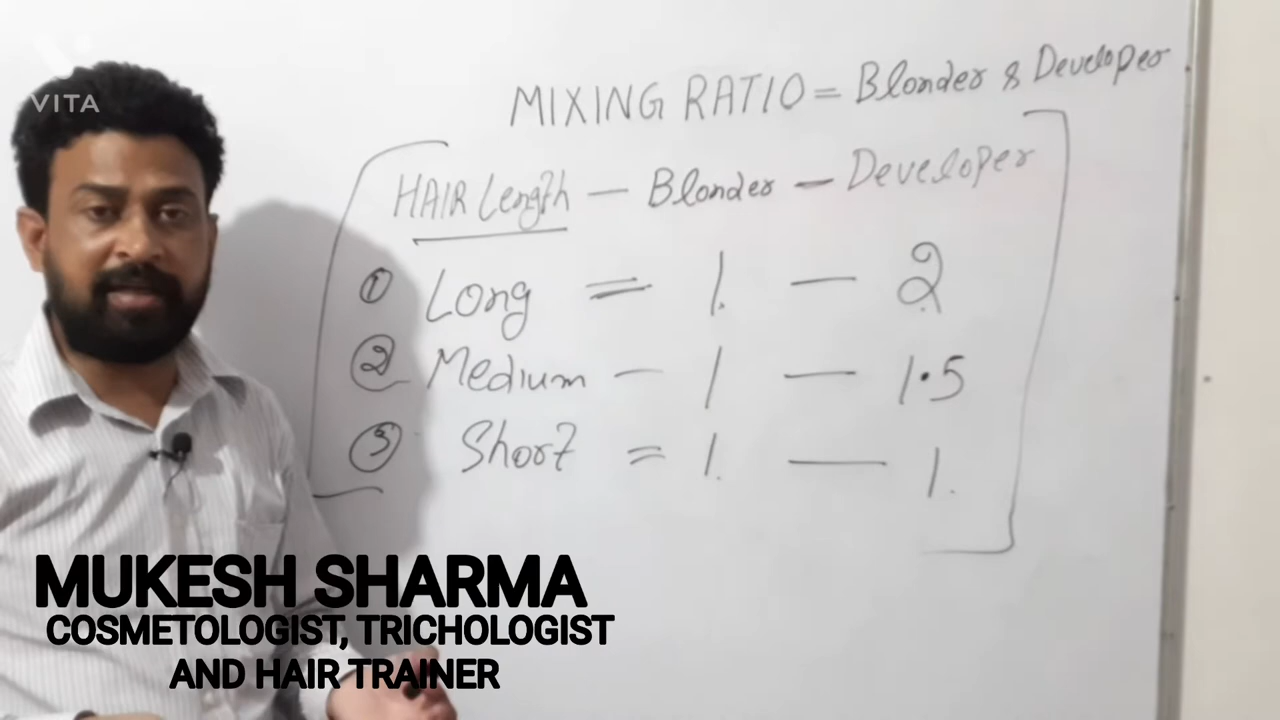 VITA
MIXING RATIO = Blonder & Developer
HAIR Length — Blonder — Developer
① Long = 1. — 2
② Medium — 1 — 1.5
③ Short = 1. — 1.
MUKESH SHARMA
COSMETOLOGIST, TRICHOLOGIST
AND HAIR TRAINER